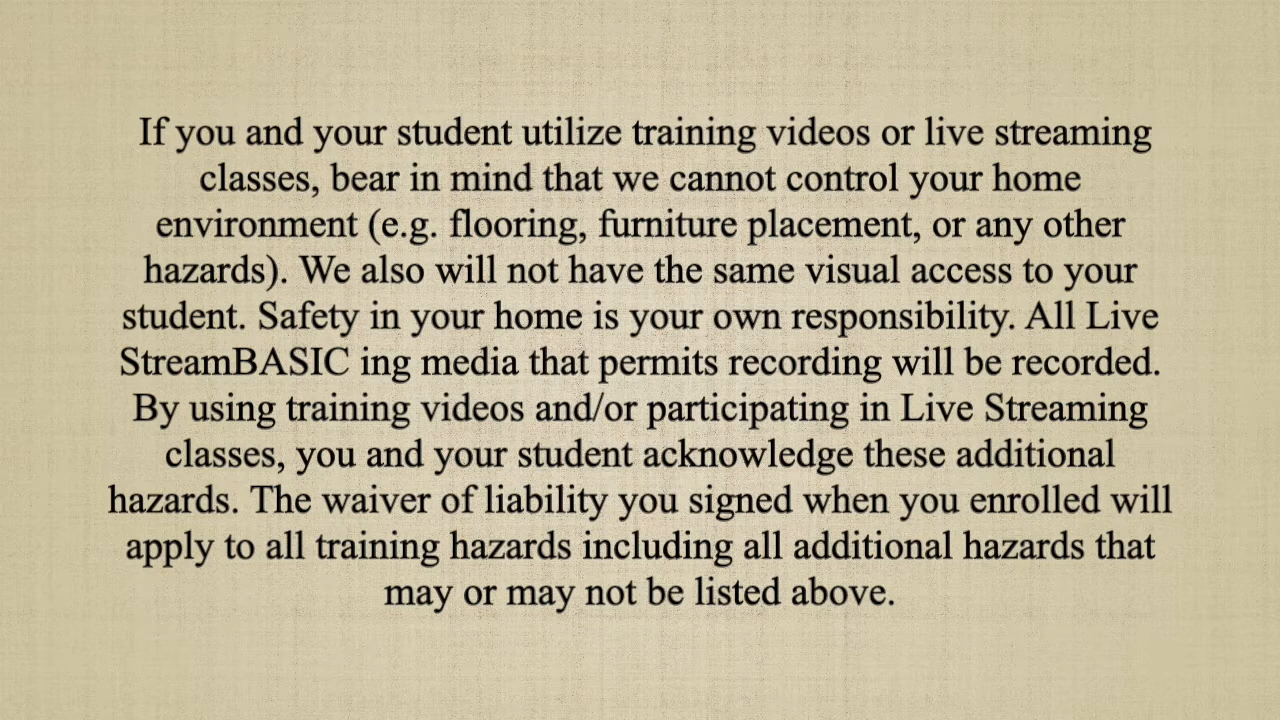 If you and your student utilize training videos or live streaming
classes, bear in mind that we cannot control your home
environment (e.g. flooring, furniture placement, or any other
hazards). We also will not have the same visual access to your
student. Safety in your home is your own responsibility. All Live
StreamBASIC ing media that permits recording will be recorded.
By using training videos and/or participating in Live Streaming
classes, you and your student acknowledge these additional
hazards. The waiver of liability you signed when you enrolled will
apply to all training hazards including all additional hazards that
may or may not be listed above.